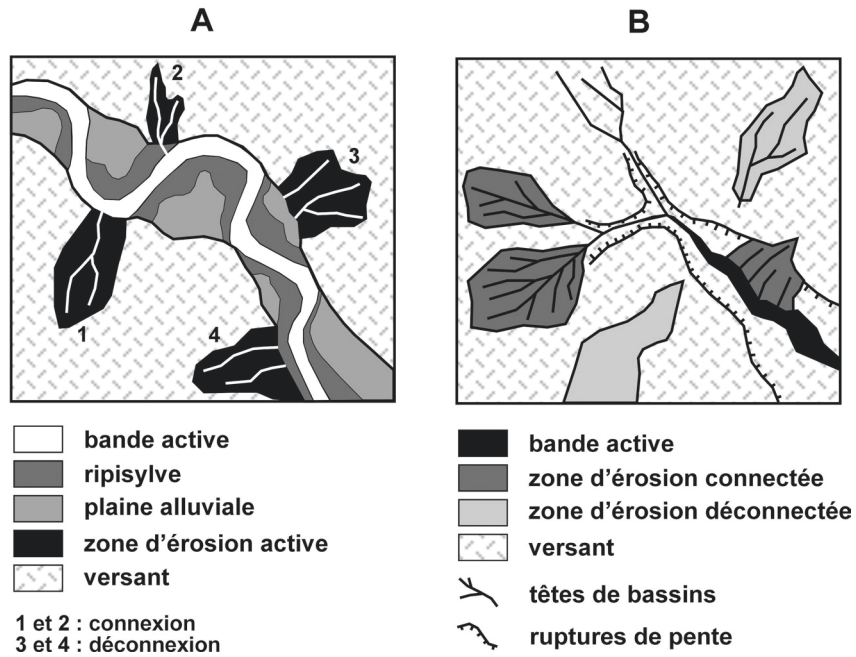 A
B
2
3
1
4
bande active
ripisylve
plaine alluviale
zone d'érosion active
versant
1 et 2 : connexion
3 et 4 : déconnexion
bande active
zone d'érosion connectée
zone d'érosion déconnectée
versant
têtes de bassins
ruptures de pente